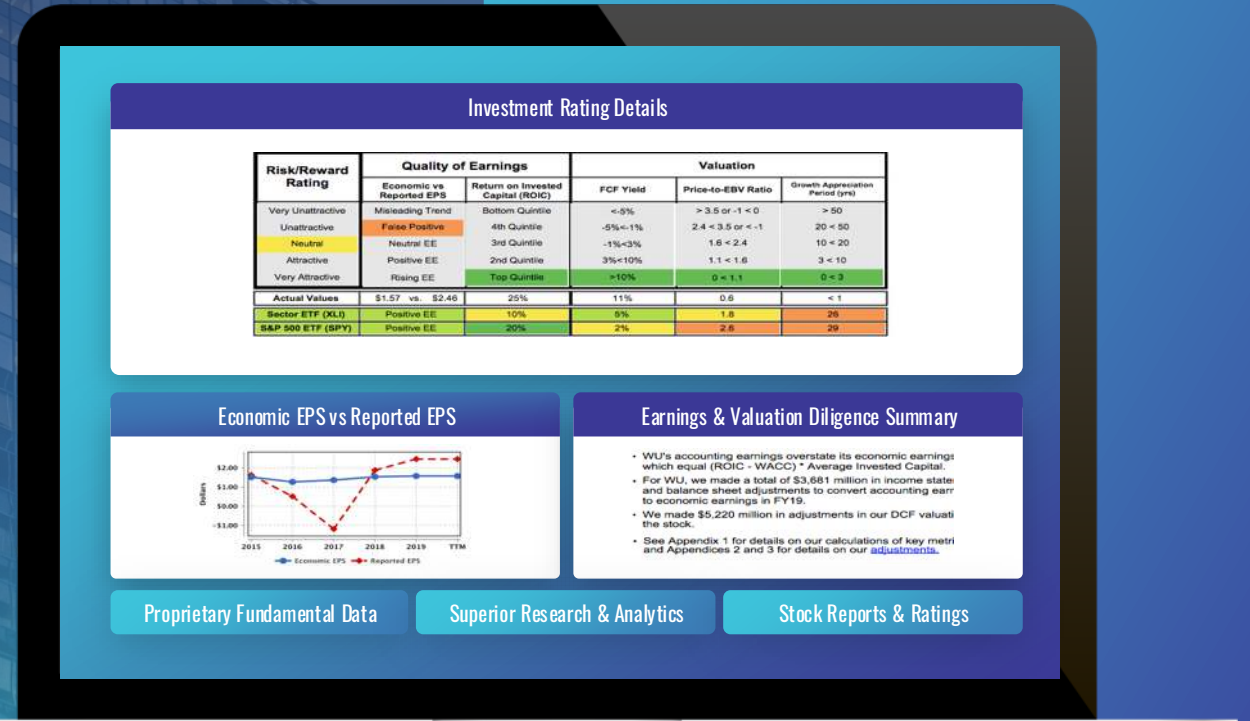 Investment Rating Details
Risk/Reward Rating
Quality of Earnings
Valuation
Economic vs Reported EPS
Return on Invested Capital (ROIC)
FCF Yield
Price-to-EBV Ratio
Growth Appreciation Period (yrs)
Very Unattractive Misleading Trend Bottom Quintile <-5% > 3.5 or -1 < 0 > 50
Unattractive False Positive 4th Quintile -5%<-1% 2.4 < 3.5 or < -1 20 < 50
Neutral Neutral EE 3rd Quintile -1%<3% 1.6 < 2.4 10 < 20
Attractive Positive EE 2nd Quintile 3%<10% 1.1 < 1.6 3 < 10
Very Attractive Rising EE Top Quintile >10% 0 < 1.1 0 < 3
Actual Values $1.57 vs. $2.46 25% 11% 0.6 < 1
Sector ETF (XLI) Positive EE 10% 5% 1.8 26
S&P 500 ETF (SPY) Positive EE 20% 2% 2.6 29
Economic EPS vs Reported EPS
$2.00
$1.00
$0.00
-$1.00
Dollars
2015 2016 2017 2018 2019 TTM
Economic EPS Reported EPS
Earnings & Valuation Diligence Summary
• WU's accounting earnings overstate its economic earnings
which equal (ROIC - WACC) * Average Invested Capital.
• For WU, we made a total of $3,681 million in income state
and balance sheet adjustments to convert accounting earn
to economic earnings in FY19.
• We made $5,220 million in adjustments in our DCF valuati
the stock.
• See Appendix 1 for details on our calculations of key metri
and Appendices 2 and 3 for details on our adjustments.
Proprietary Fundamental Data
Superior Research & Analytics
Stock Reports & Ratings